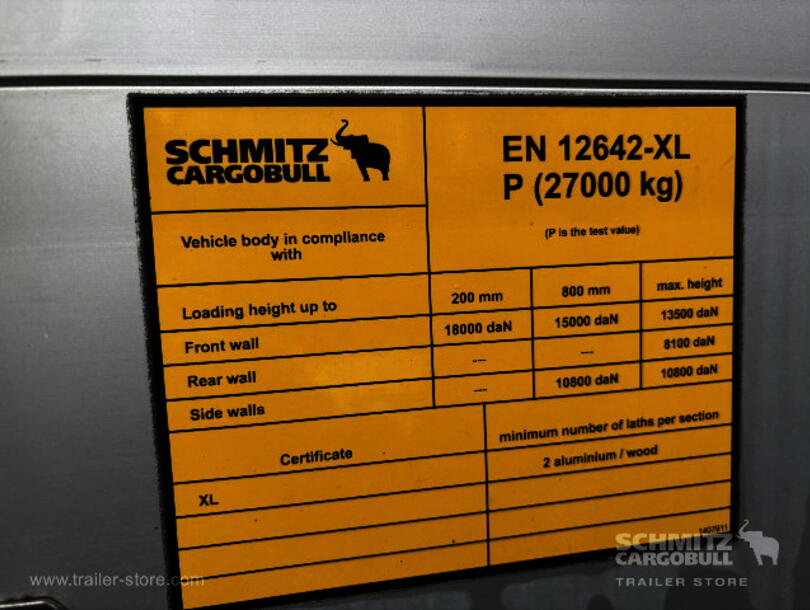 SCHMITZ
CARGOBULL
EN 12642-XL
P (27000 kg)
(P is the test value)
Vehicle body in compliance
with
Loading height up to 200 mm 800 mm max. height
Front wall 18000 daN 15000 daN 13500 daN
Rear wall --- --- 8100 daN
Side walls --- 10800 daN 10800 daN
Certificate minimum number of laths per section
XL 2 aluminium / wood
1407911
SCHMITZ
CARGOBULL
TRAILER STORE
www.trailer-store.com